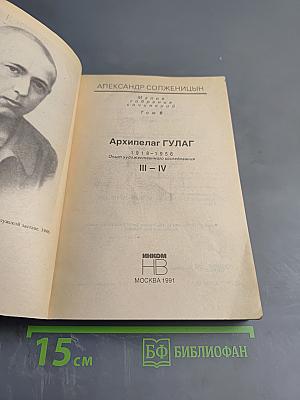 АЛЕКСАНДР СОЛЖЕНИЦЫН
Малое
собрание
сочинений
Том 6
Архипелаг ГУЛАГ
1918–1956
Опыт художественного исследования
III – IV
ИНКОМ
НВ
МОСКВА 1991
15 см
БФ БИБЛИОФАН